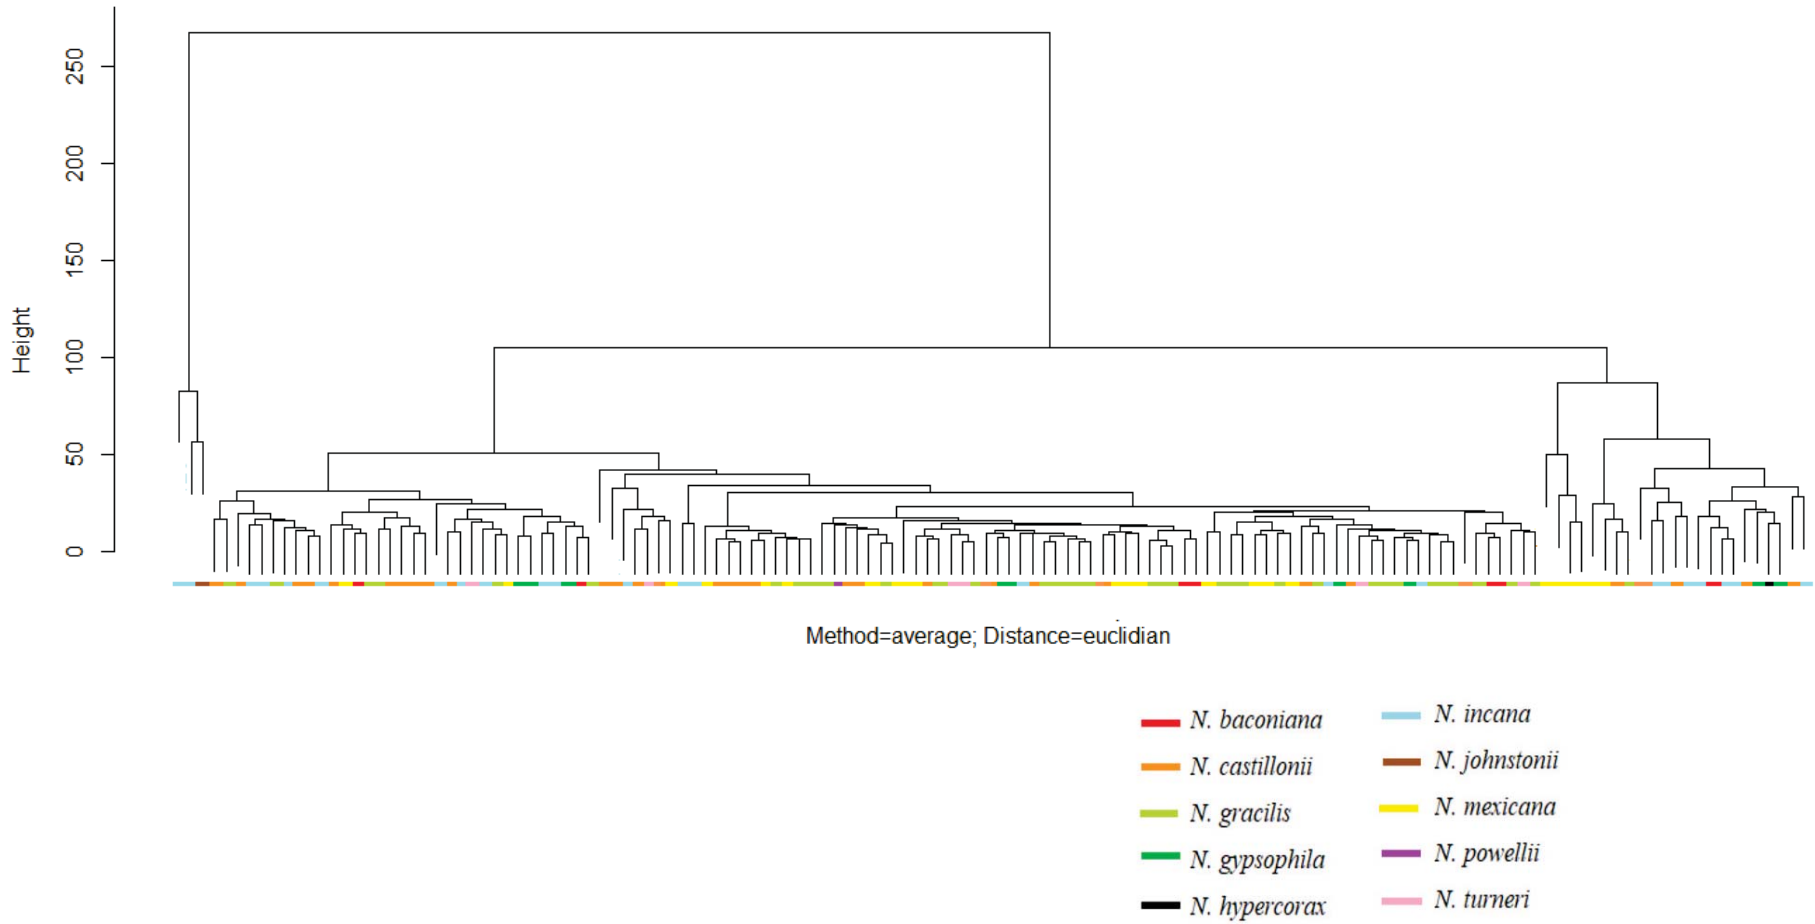 250
200
150
100
50
0
Height
Method=average; Distance=euclidian
N. baconiana
N. castillonii
N. gracilis
N. gypsophila
N. hypercorax
N. incana
N. johnstonii
N. mexicana
N. powellii
N. turneri